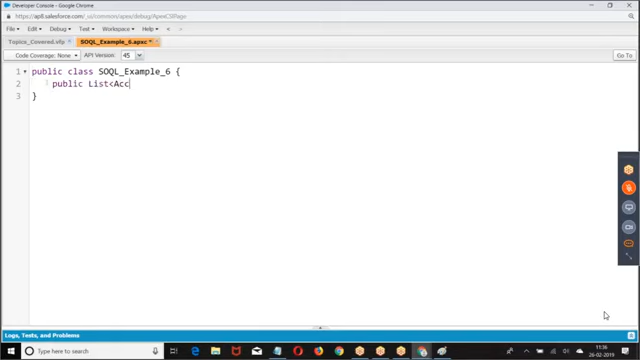 Developer Console - Google Chrome
https://ap8.salesforce.com/_ui/common/apex/debug/ApexCSIPage
File Edit Debug Test Workspace Help < >
Topics_Covered.vfp SOQL_Example_6.apxc *
Code Coverage: None API Version: 45 Go To
1 public class SOQL_Example_6 {
2 public List<Acc
3 }
Logs, Tests, and Problems
Type here to search
11:36
26-02-2019